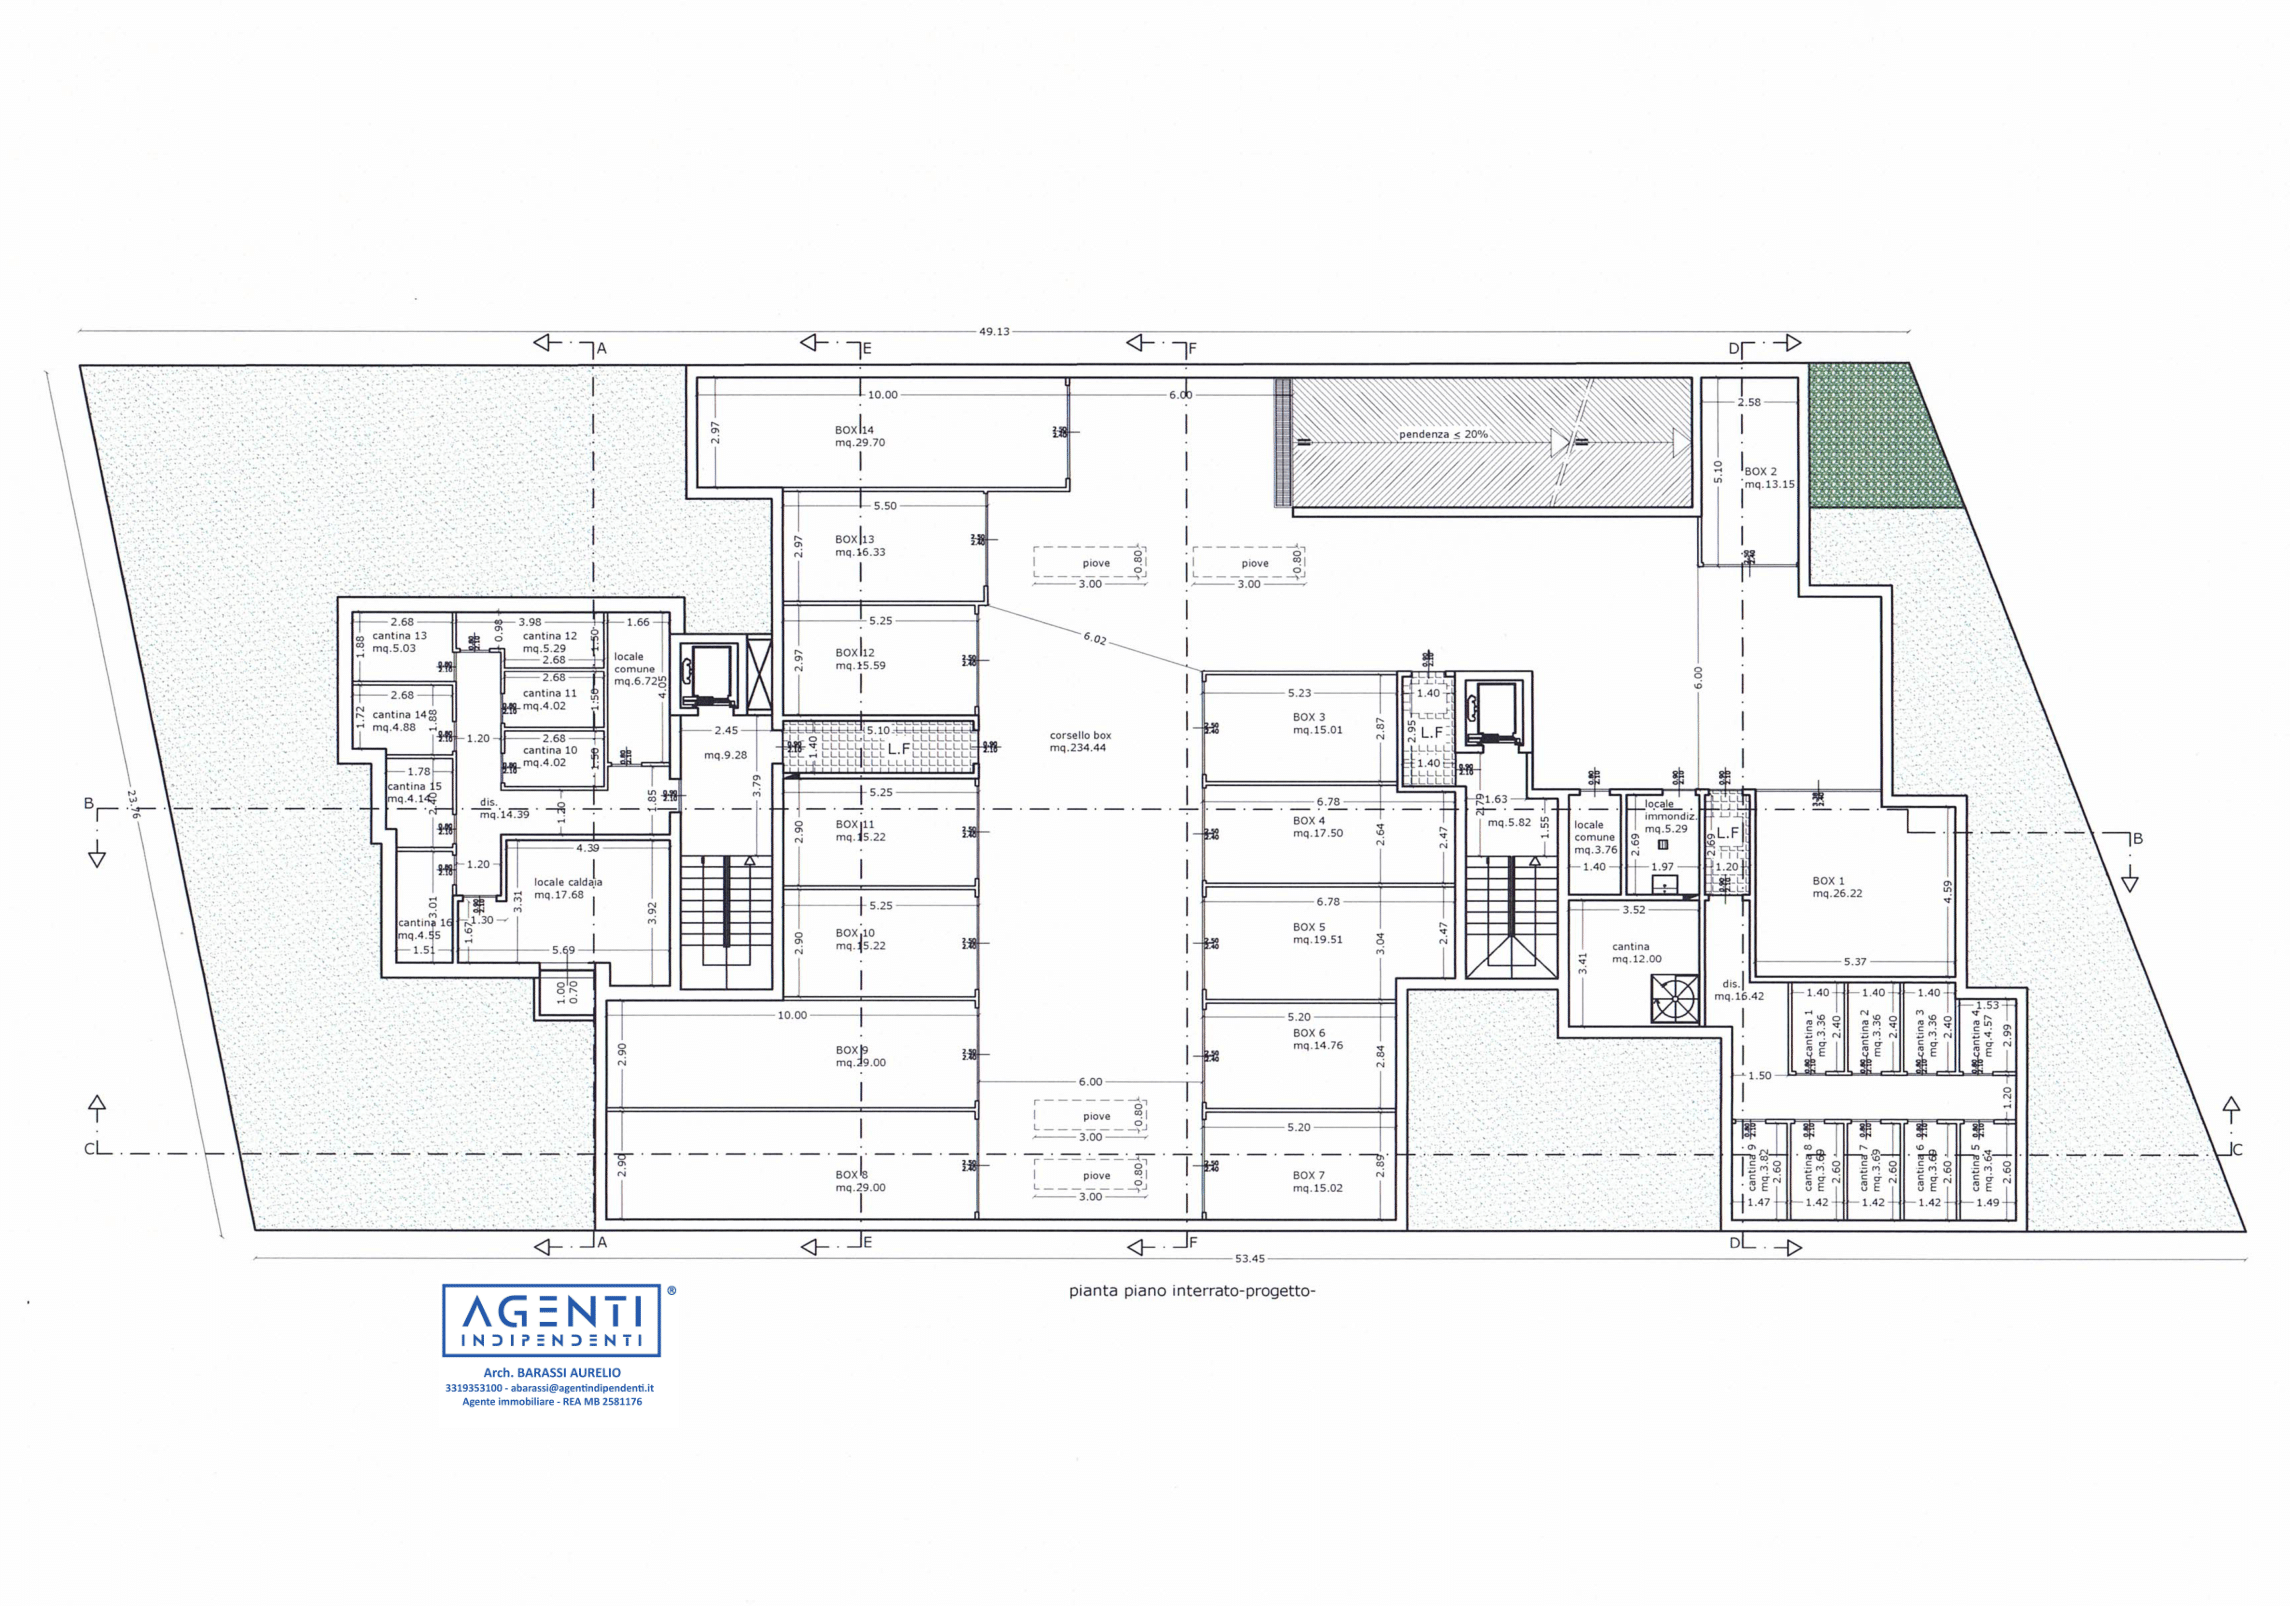 49.13
A
E
F
D
10.00
6.00
2.58
2.97
BOX 14
mq.29.70
pendenza ≤ 20%
5.10
BOX 2
mq.13.15
5.50
2.97
BOX 13
mq.16.33
piove
0.80
3.00
piove
0.80
3.00
2.68
3.98
1.66
5.25
cantina 13
mq.5.03
1.88
0.98
cantina 12
mq.5.29
1.50
2.68
locale
comune
mq.6.72
4.05
6.02
2.97
BOX 12
mq.15.59
6.00
2.68
2.68
cantina 11
mq.4.02
1.50
5.23
1.40
1.72
cantina 14
mq.4.88
1.88
BOX 3
mq.15.01
2.87
2.95
L.F
1.40
1.20
2.68
cantina 10
mq.4.02
1.50
2.45
mq.9.28
3.79
5.10
1.40
L.F
corsello box
mq.234.44
1.78
cantina 15
mq.4.14
2.40
dis.
mq.14.39
1.20
1.85
5.25
6.78
2.79
1.63
mq.5.82
1.55
23.76
B
B
2.90
BOX 11
mq.15.22
BOX 4
mq.17.50
2.64
2.47
locale
comune
mq.3.76
1.40
locale
immondiz.
mq.5.29
2.69
1.97
L.F
2.69
1.20
1.20
4.39
locale caldaia
mq.17.68
3.31
3.92
BOX 1
mq.26.22
4.59
5.37
3.01
cantina 16
mq.4.55
1.51
1.30
1.67
5.69
5.25
2.90
BOX 10
mq.15.22
6.78
BOX 5
mq.19.51
3.04
2.47
3.52
cantina
mq.12.00
3.41
dis.
mq.16.42
1.00
0.70
10.00
2.90
BOX 9
mq.29.00
5.20
BOX 6
mq.14.76
2.84
1.40
cantina 1
mq.3.36
2.40
1.40
cantina 2
mq.3.36
2.40
1.40
cantina 3
mq.3.36
2.40
1.53
cantina 4
mq.4.57
2.99
1.50
1.20
6.00
piove
0.80
3.00
5.20
C
C
2.90
BOX 8
mq.29.00
piove
0.80
3.00
BOX 7
mq.15.02
2.89
cantina 9
mq.3.82
2.60
1.47
cantina 8
mq.3.69
2.60
1.42
cantina 7
mq.3.69
2.60
1.42
cantina 6
mq.3.69
2.60
1.42
cantina 5
mq.3.64
2.60
1.49
A
E
F
D
53.45
pianta piano interrato-progetto-
AGENTI ®
INDIPENDENTI
Arch. BARASSI AURELIO
3319353100 - abarassi@agentindipendenti.it
Agente immobiliare - REA MB 2581176